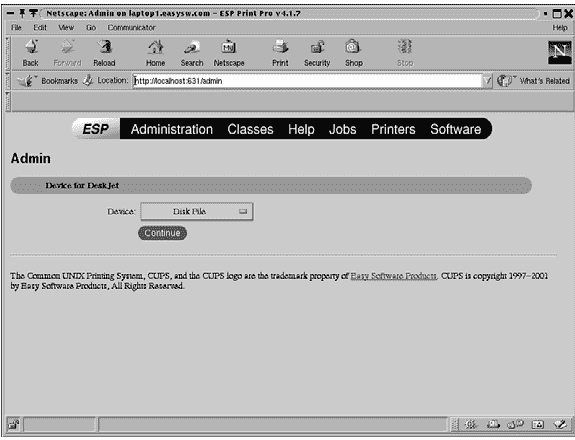 Netscape: Admin on laptop1.easysw.com – ESP Print Pro v4.1.7
File Edit View Go Communicator Help
Back Forward Reload Home Search Netscape Print Security Shop Stop
N
Bookmarks Location: http://localhost:631/admin What's Related
ESP Administration Classes Help Jobs Printers Software
Admin
Device for DeskJet
Device: Disk File
Continue
The Common UNIX Printing System, CUPS, and the CUPS logo are the trademark property of Easy Software Products. CUPS is copyright 1997–2001
by Easy Software Products, All Rights Reserved.